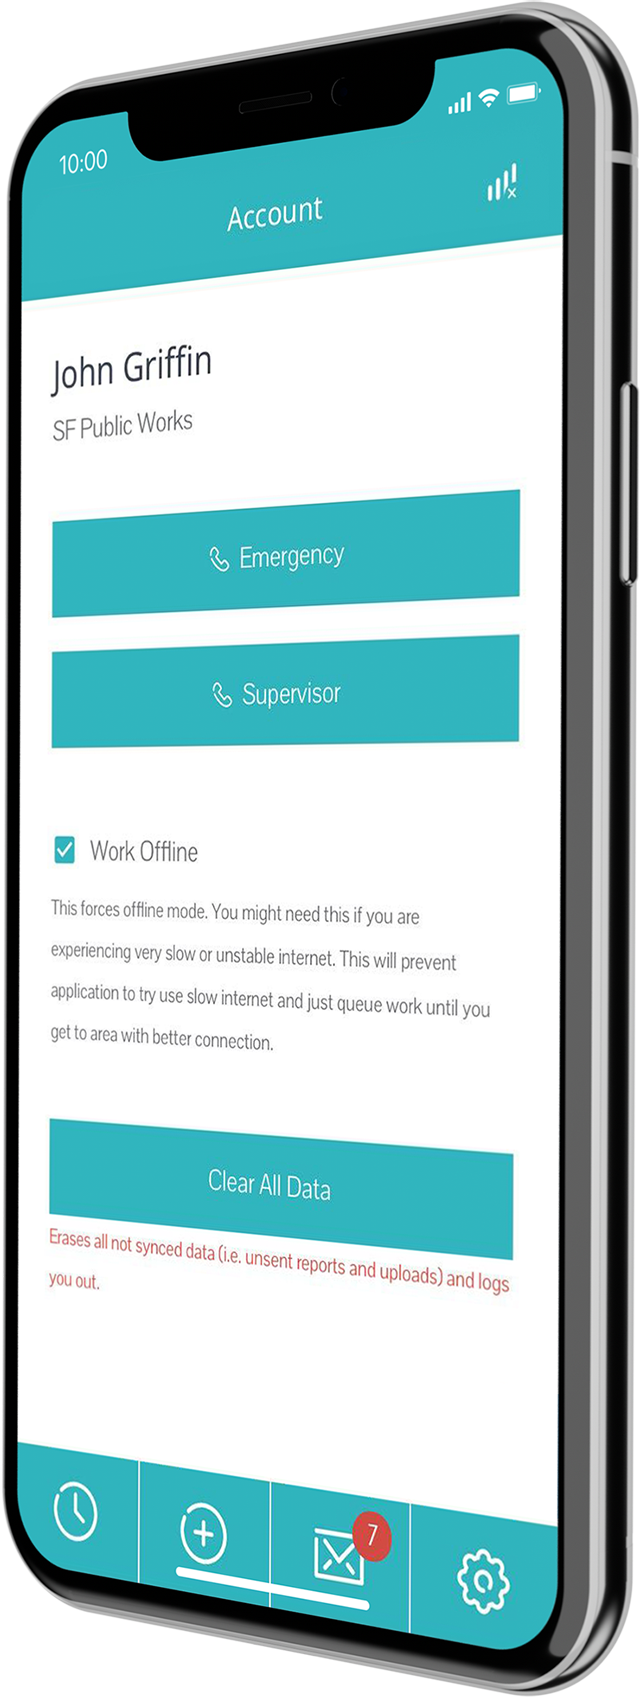 10:00
Account
John Griffin
SF Public Works
Emergency
Supervisor
Work Offline
This forces offline mode. You might need this if you are
experiencing very slow or unstable internet. This will prevent
application to try use slow internet and just queue work until you
get to area with better connection.
Clear All Data
Erases all not synced data (i.e. unsent reports and uploads) and logs
you out.
7